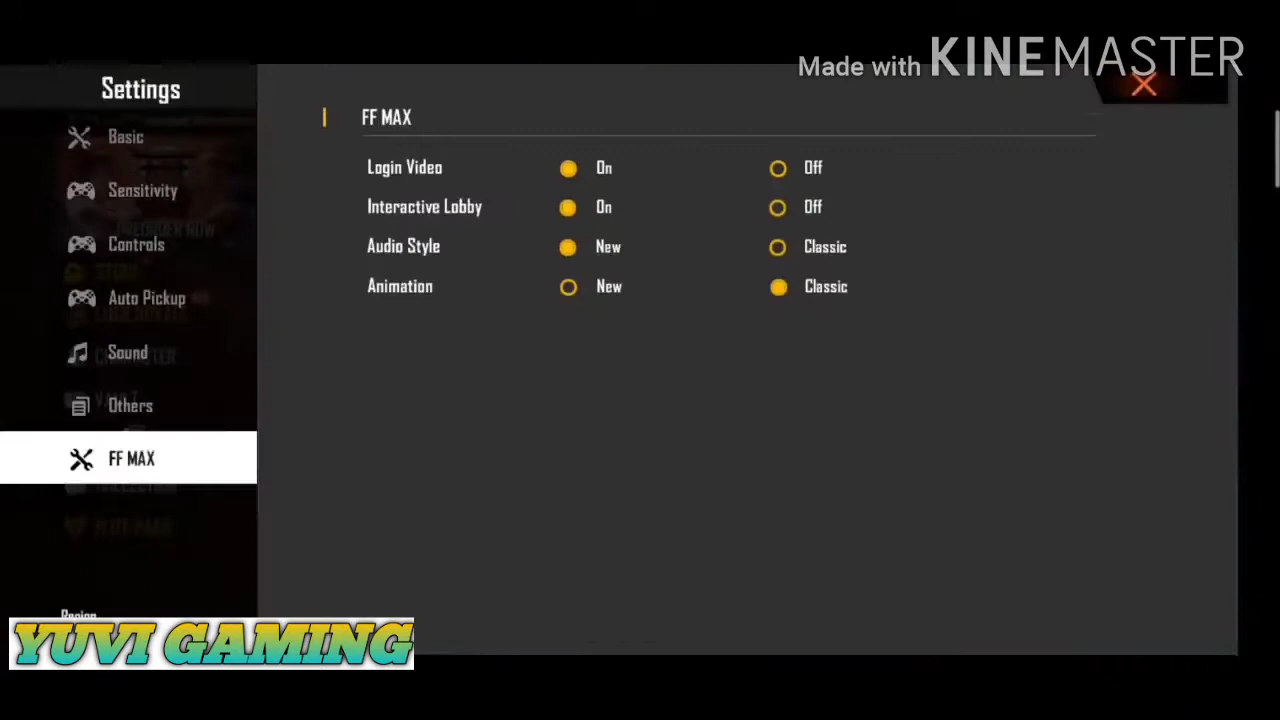 Made with KINEMASTER
Settings
Basic
Sensitivity
Controls
Auto Pickup
Sound
Others
FF MAX
Region
FF MAX
Login Video On Off
Interactive Lobby On Off
Audio Style New Classic
Animation New Classic
YUVI GAMING